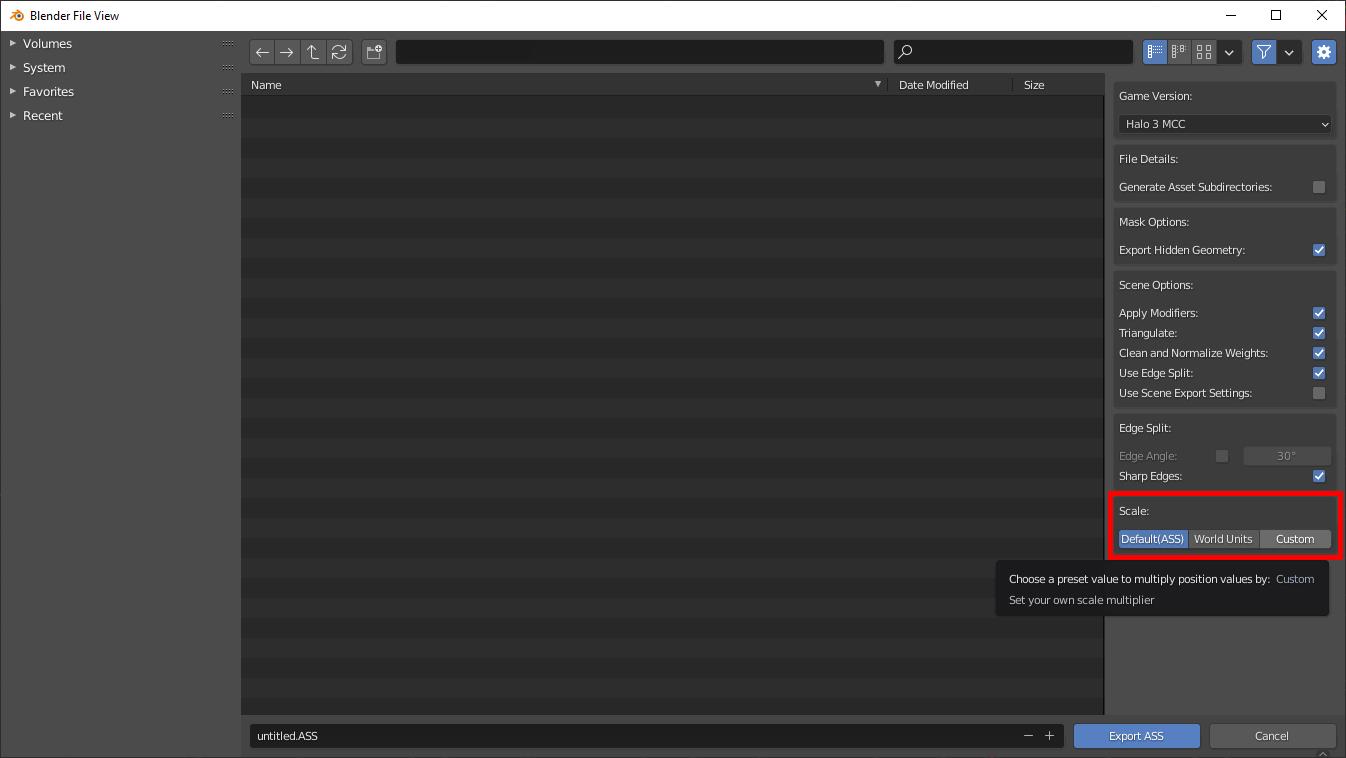 Blender File View
Volumes
System
Favorites
Recent
Name Date Modified Size
Game Version:
Halo 3 MCC
File Details:
Generate Asset Subdirectories:
Mask Options:
Export Hidden Geometry:
Scene Options:
Apply Modifiers:
Triangulate:
Clean and Normalize Weights:
Use Edge Split:
Use Scene Export Settings:
Edge Split:
Edge Angle: 30°
Sharp Edges:
Scale:
Default(ASS) World Units Custom
Choose a preset value to multiply position values by: Custom
Set your own scale multiplier
untitled.ASS
Export ASS Cancel